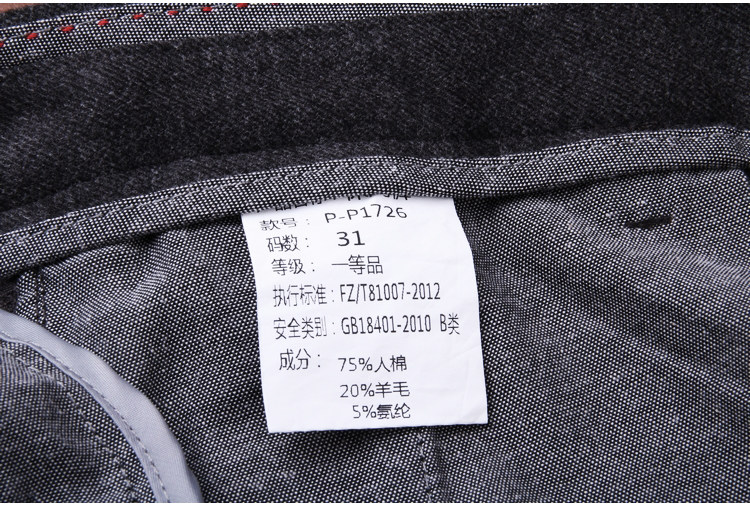 款号：P-P1726
码数：31
等级：一等品
执行标准：FZ/T81007-2012
安全类别：GB18401-2010 B类
成分：75%人棉
20%羊毛
5%氨纶